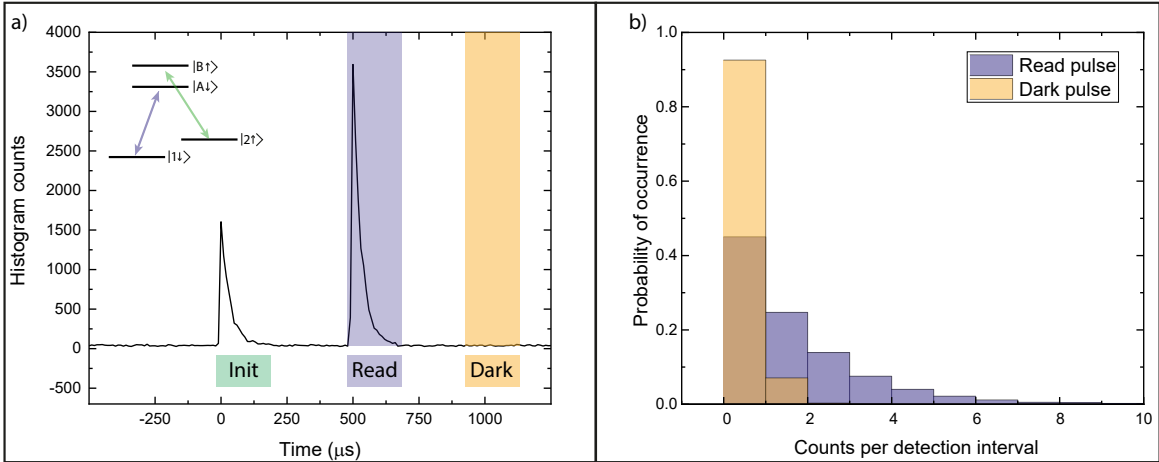 a)
Histogram counts
4000
3500
3000
2500
2000
1500
1000
500
0
-500
|B↑>
|A↓>
|2↑>
|1↓>
Init
Read
Dark
-250
0
250
500
750
1000
Time (μs)
b)
Probability of occurrence
1.0
0.8
0.6
0.4
0.2
0.0
Read pulse
Dark pulse
0
2
4
6
8
10
Counts per detection interval